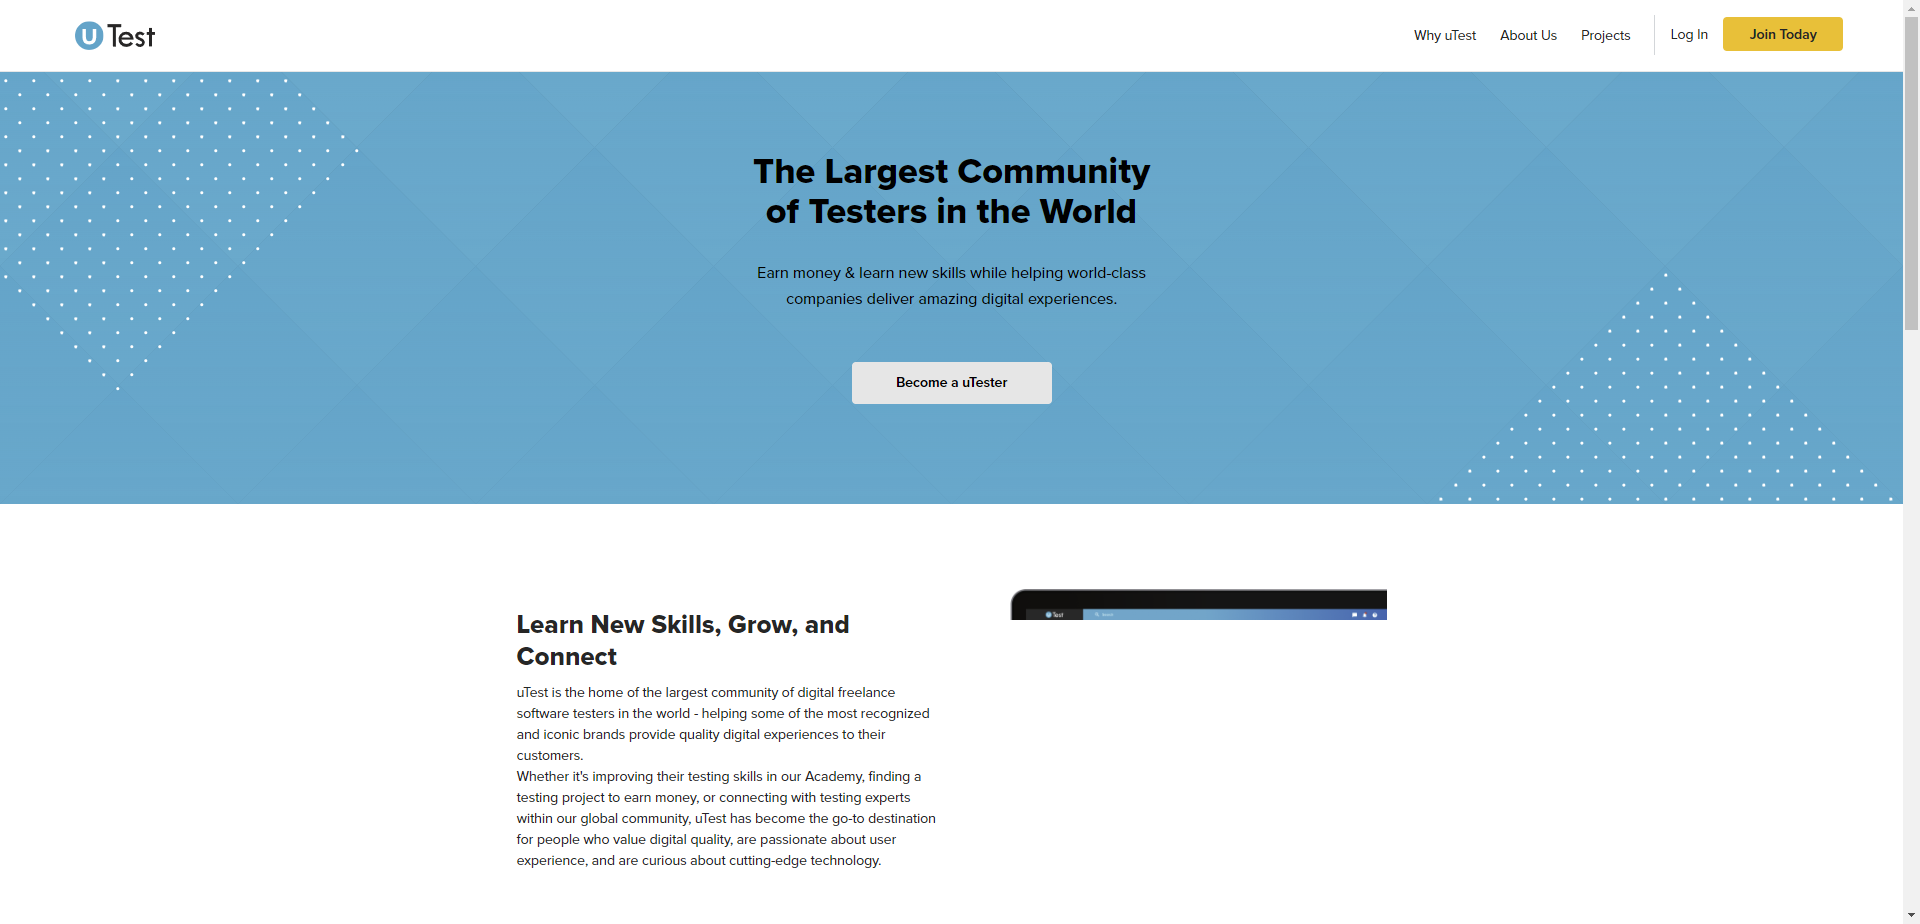 uTest
Why uTest
About Us
Projects
Log In
Join Today
The Largest Community
of Testers in the World
Earn money & learn new skills while helping world-class
companies deliver amazing digital experiences.
Become a uTester
Learn New Skills, Grow, and
Connect
uTest is the home of the largest community of digital freelance
software testers in the world - helping some of the most recognized
and iconic brands provide quality digital experiences to their
customers.
Whether it's improving their testing skills in our Academy, finding a
testing project to earn money, or connecting with testing experts
within our global community, uTest has become the go-to destination
for people who value digital quality, are passionate about user
experience, and are curious about cutting-edge technology.
uTest